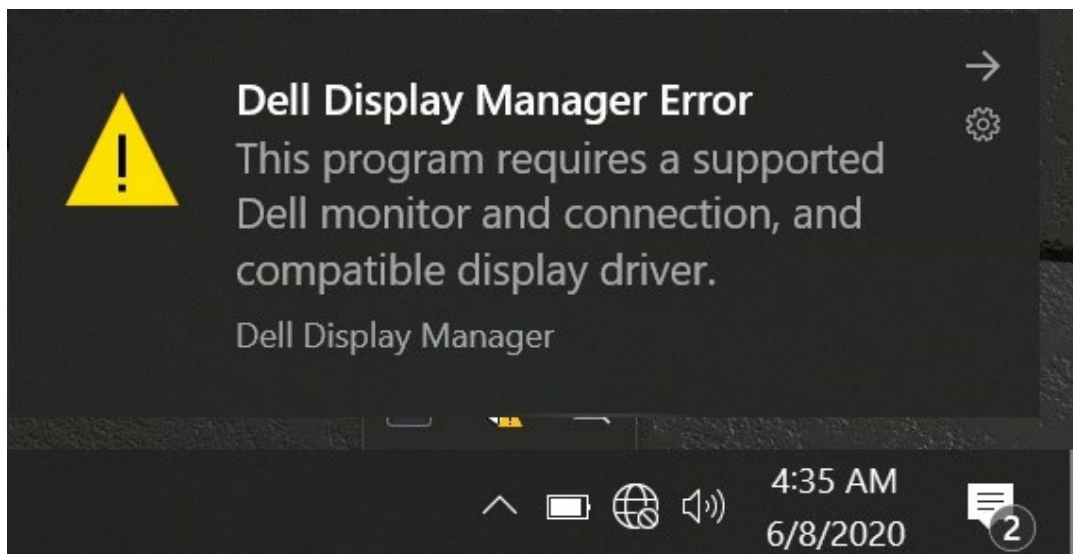 Dell Display Manager Error
This program requires a supported
Dell monitor and connection, and
compatible display driver.
Dell Display Manager
4:35 AM
6/8/2020
2